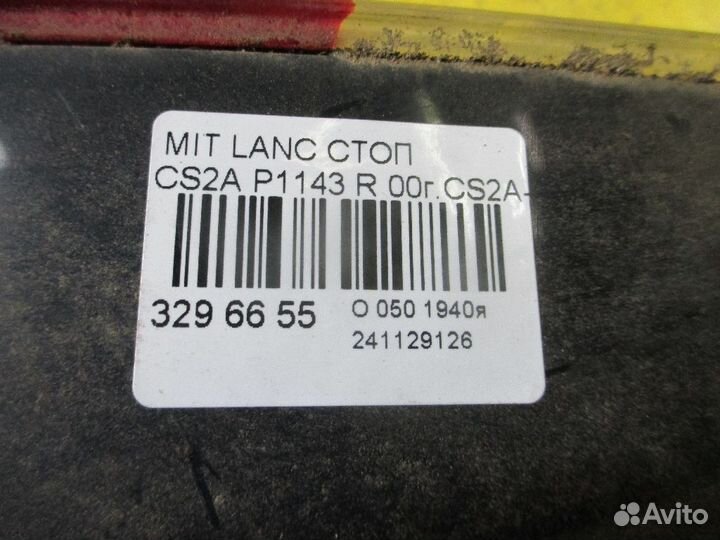 MIT LANC СТОП
CS2A P1143 R 00г.CS2A-
329 66 55
О 050 1940я
241129126
Avito